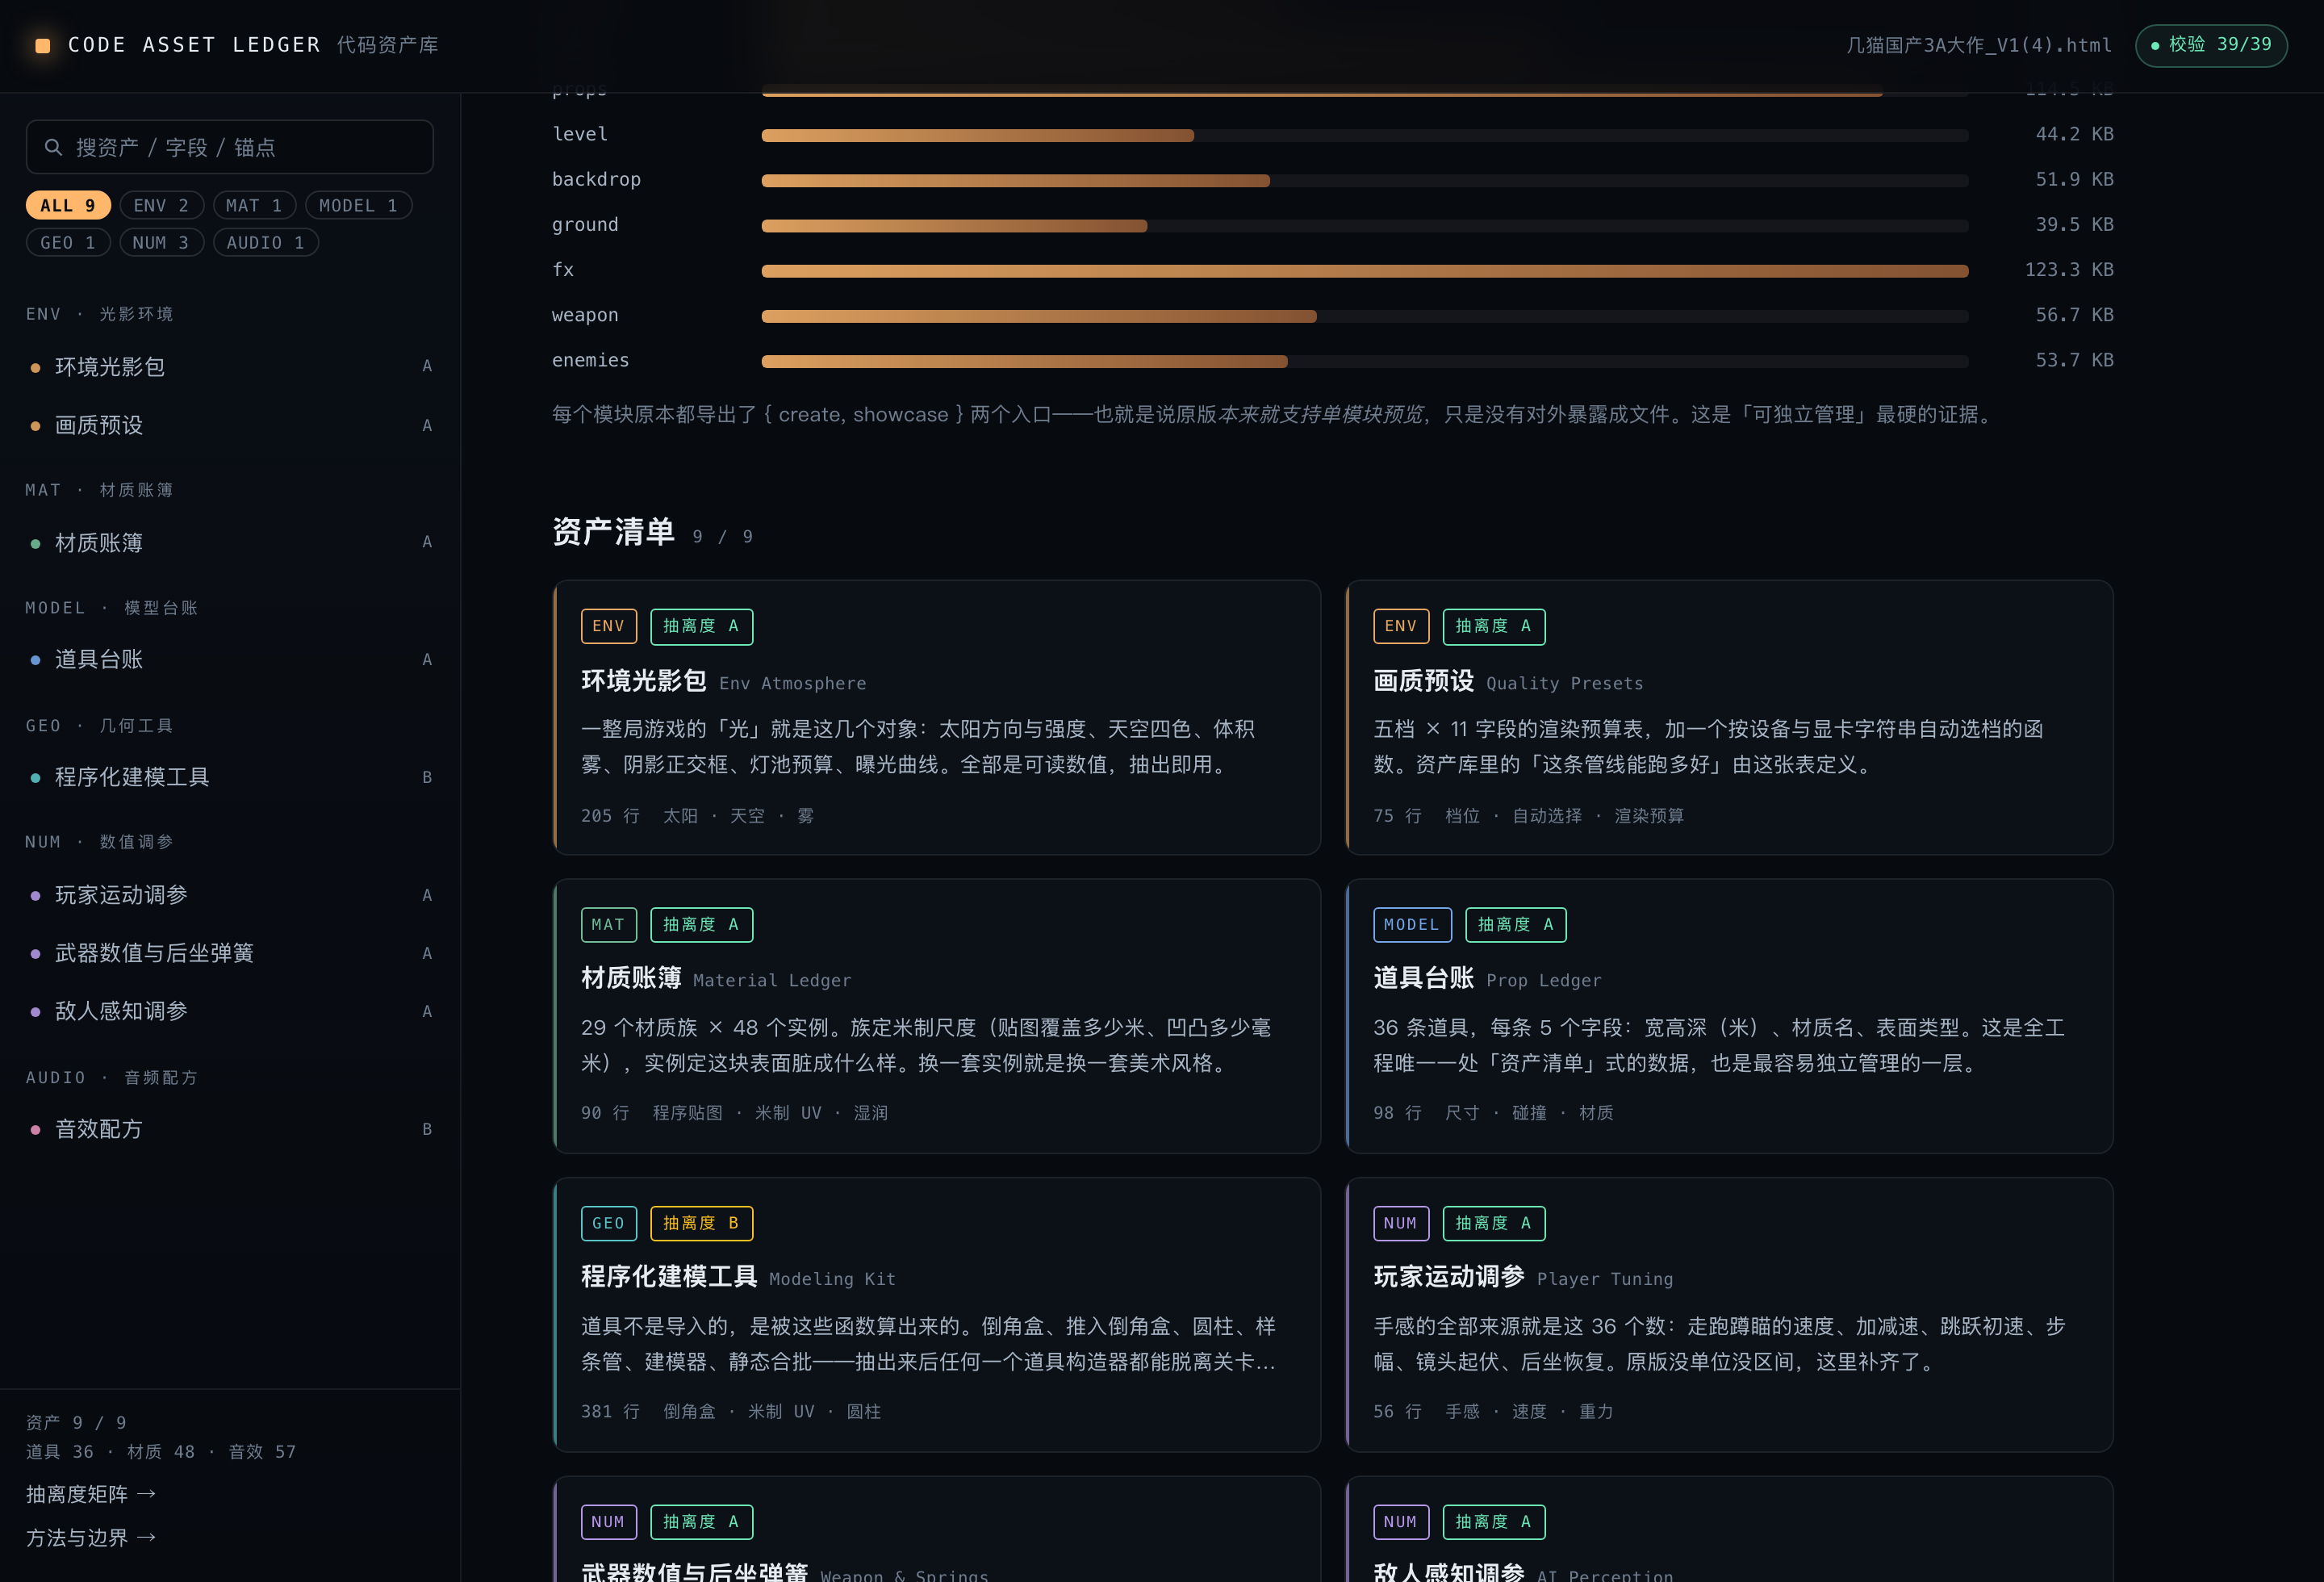 CODE ASSET LEDGER 代码资产库
几猫国产3A大作_V1(4).html
校验 39/39
搜资产 / 字段 / 锚点
ALL 9
ENV 2
MAT 1
MODEL 1
GEO 1
NUM 3
AUDIO 1
ENV · 光影环境
环境光影包 A
画质预设 A
MAT · 材质账簿
材质账簿 A
MODEL · 模型台账
道具台账 A
GEO · 几何工具
程序化建模工具 B
NUM · 数值调参
玩家运动调参 A
武器数值与后坐弹簧 A
敌人感知调参 A
AUDIO · 音频配方
音效配方 B
资产 9 / 9
道具 36 · 材质 48 · 音效 57
抽离度矩阵 →
方法与边界 →
props 114.5 KB
level 44.2 KB
backdrop 51.9 KB
ground 39.5 KB
fx 123.3 KB
weapon 56.7 KB
enemies 53.7 KB
每个模块原本都导出了 { create, showcase } 两个入口——也就是说原版本来就支持单模块预览，只是没有对外暴露成文件。这是「可独立管理」最硬的证据。
资产清单 9 / 9
ENV 抽离度 A
环境光影包 Env Atmosphere
一整局游戏的「光」就是这几个对象：太阳方向与强度、天空四色、体积
雾、阴影正交框、灯池预算、曝光曲线。全部是可读数值，抽出即用。
205 行 太阳 · 天空 · 雾
ENV 抽离度 A
画质预设 Quality Presets
五档 × 11 字段的渲染预算表，加一个按设备与显卡字符串自动选档的函
数。资产库里的「这条管线能跑多好」由这张表定义。
75 行 档位 · 自动选择 · 渲染预算
MAT 抽离度 A
材质账簿 Material Ledger
29 个材质族 × 48 个实例。族定米制尺度（贴图覆盖多少米、凹凸多少毫
米），实例定这块表面脏成什么样。换一套实例就是换一套美术风格。
90 行 程序贴图 · 米制 UV · 湿润
MODEL 抽离度 A
道具台账 Prop Ledger
36 条道具，每条 5 个字段：宽高深（米）、材质名、表面类型。这是全工
程唯一一处「资产清单」式的数据，也是最容易独立管理的一层。
98 行 尺寸 · 碰撞 · 材质
GEO 抽离度 B
程序化建模工具 Modeling Kit
道具不是导入的，是被这些函数算出来的。倒角盒、推入倒角盒、圆柱、样
条管、建模器、静态合批——抽出来后任何一个道具构造器都能脱离关卡…
381 行 倒角盒 · 米制 UV · 圆柱
NUM 抽离度 A
玩家运动调参 Player Tuning
手感的全部来源就是这 36 个数：走跑蹲瞄的速度、加减速、跳跃初速、步
幅、镜头起伏、后坐恢复。原版没单位没区间，这里补齐了。
56 行 手感 · 速度 · 重力
NUM 抽离度 A
武器数值与后坐弹簧 Weapon & Springs
NUM 抽离度 A
敌人感知调参 AI Perception